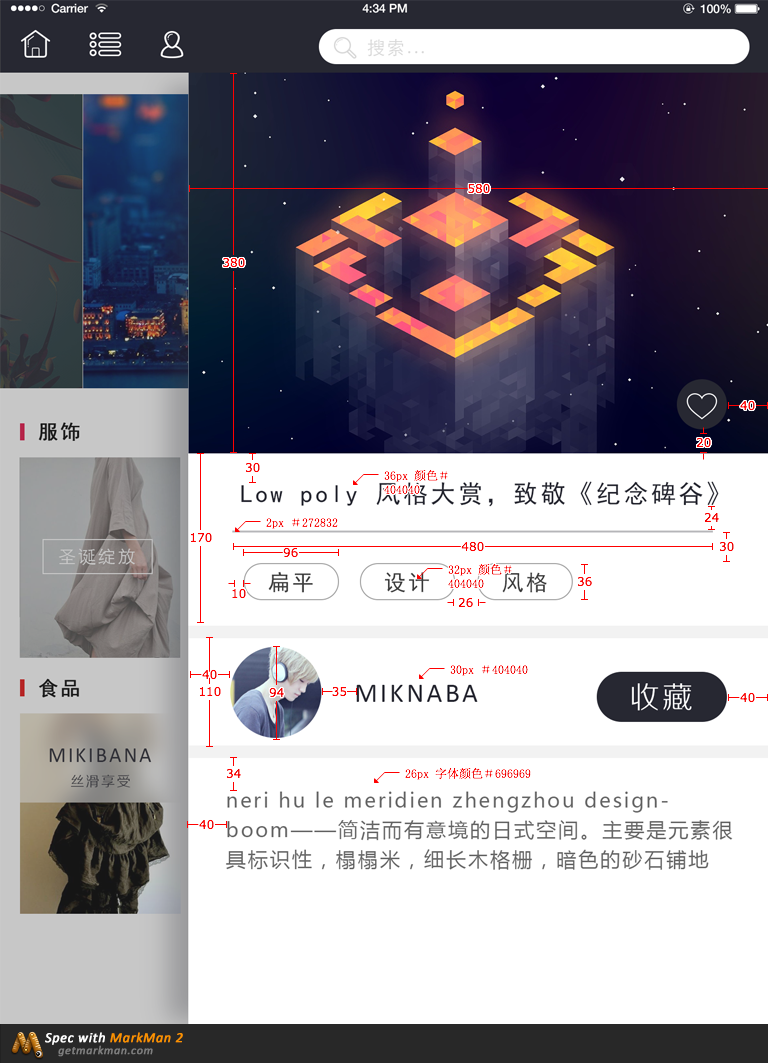 Carrier
4:34 PM
100%
搜索...
580
380
40
20
服饰
圣诞绽放
食品
MIKIBANA
丝滑享受
30
36px 颜色＃
404040
Low poly 风格大赏，致敬《纪念碑谷》
24
2px ＃272832
170
96
480
30
扁平
设计
风格
32px 颜色＃
404040
10
26
36
40
110
94
35
MIKNABA
30px ＃404040
收藏
40
34
26px 字体颜色＃696969
neri hu le meridien zhengzhou design-
40
boom——简洁而有意境的日式空间。主要是元素很
具标识性，榻榻米，细长木格栅，暗色的砂石铺地
Spec with MarkMan 2
getmarkman.com